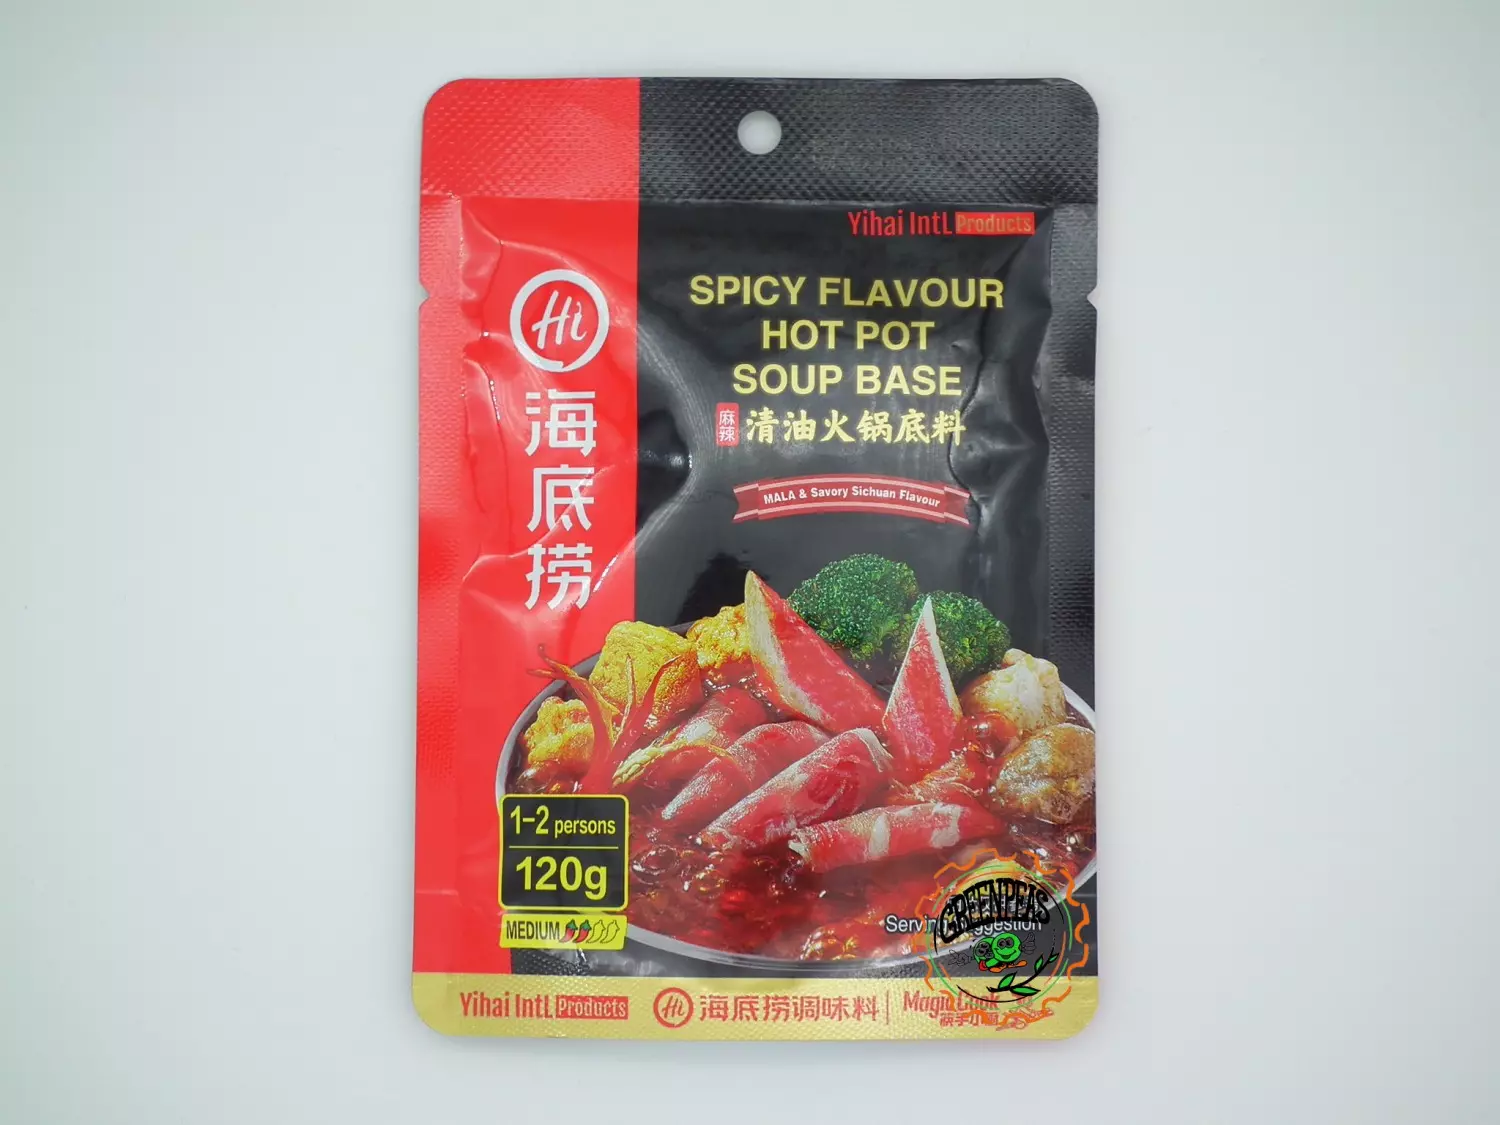 Yihai IntL Products
SPICY FLAVOUR
HOT POT
SOUP BASE
麻辣 清油火锅底料
MALA & Savory Sichuan Flavour
Hi
海底捞
1-2 persons
120g
MEDIUM
GREENPEAS
Yihai IntL Products Hi 海底捞调味料